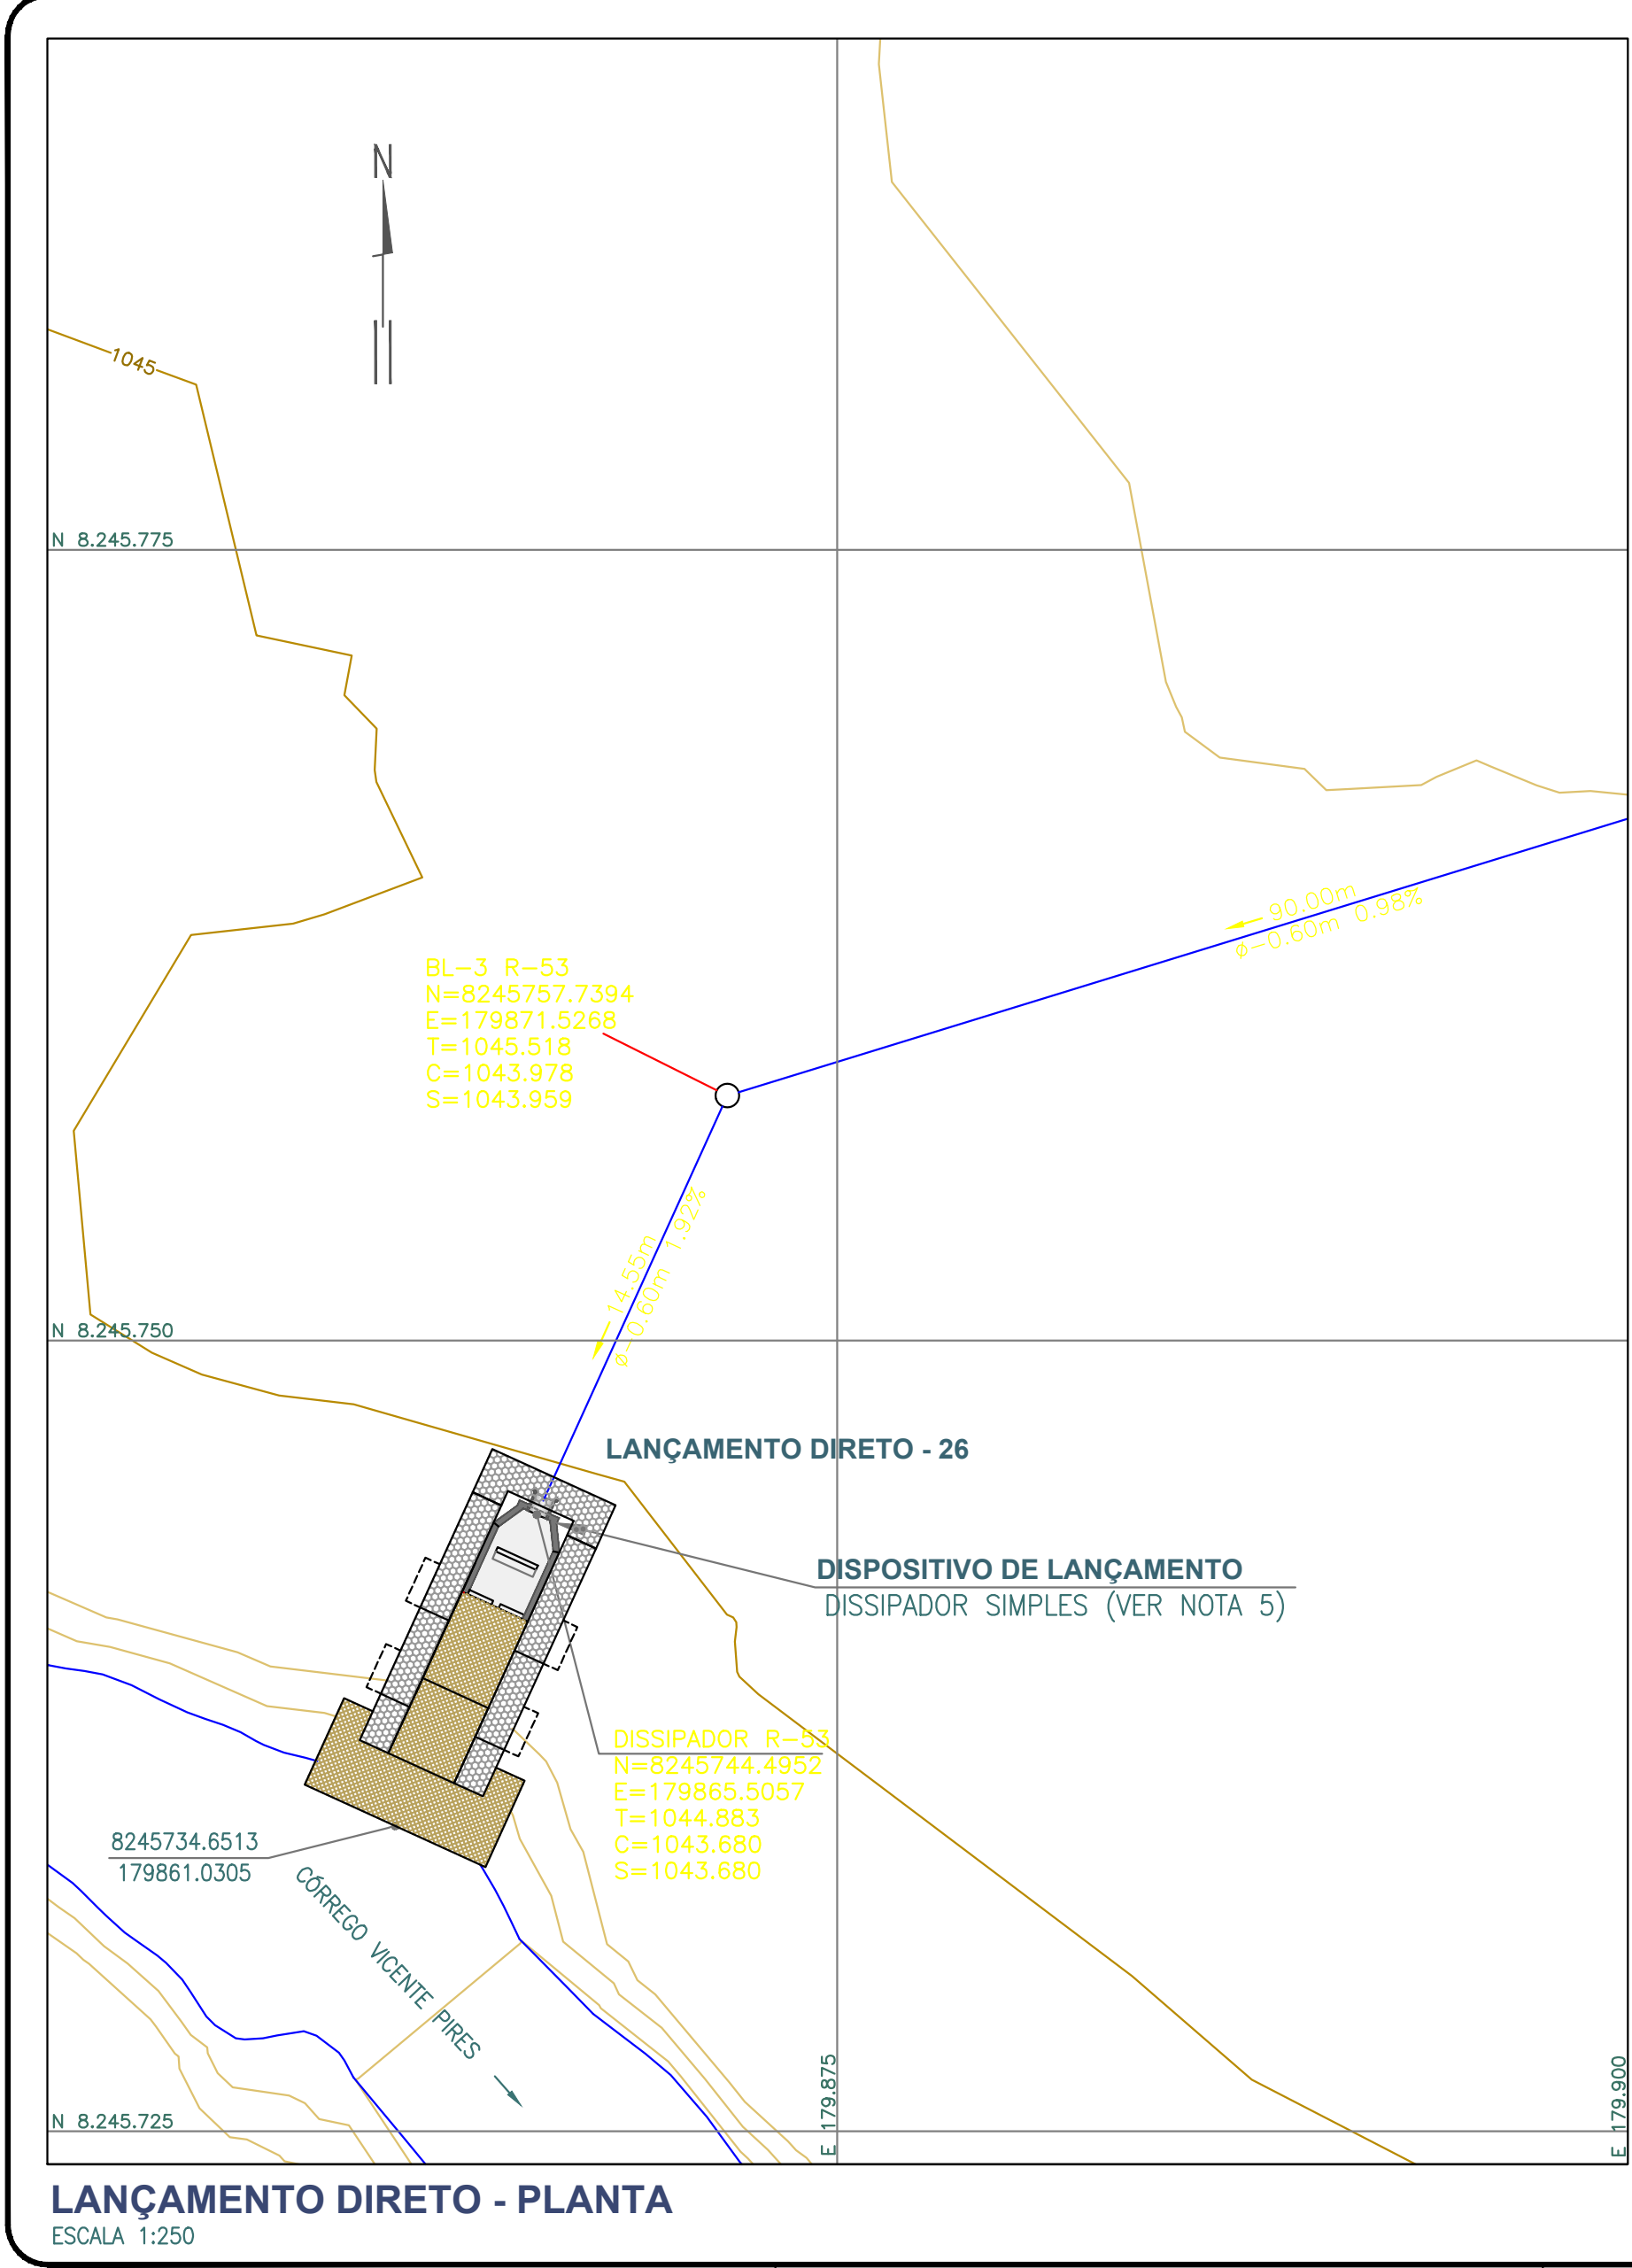 N
1045
N 8.245.775
90.00m
ø-0.60m 0.98%
BL-3 R-53
N=8245757.7394
E=179871.5268
T=1045.518
C=1043.978
S=1043.959
14.55m
ø-0.60m 1.92%
N 8.245.750
LANÇAMENTO DIRETO - 26
DISPOSITIVO DE LANÇAMENTO
DISSIPADOR SIMPLES (VER NOTA 5)
DISSIPADOR R-53
N=8245744.4952
E=179865.5057
T=1044.883
C=1043.680
S=1043.680
8245734.6513
179861.0305
CÓRREGO VICENTE PIRES
N 8.245.725
E 179.875
E 179.900
LANÇAMENTO DIRETO - PLANTA
ESCALA 1:250